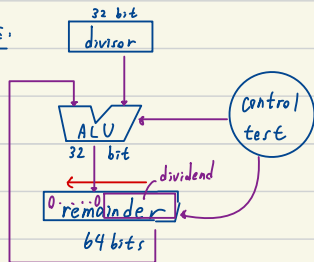 32 bit
divisor
control
test
ALU
32 bit
dividend
0.....0
remainder
64 bits